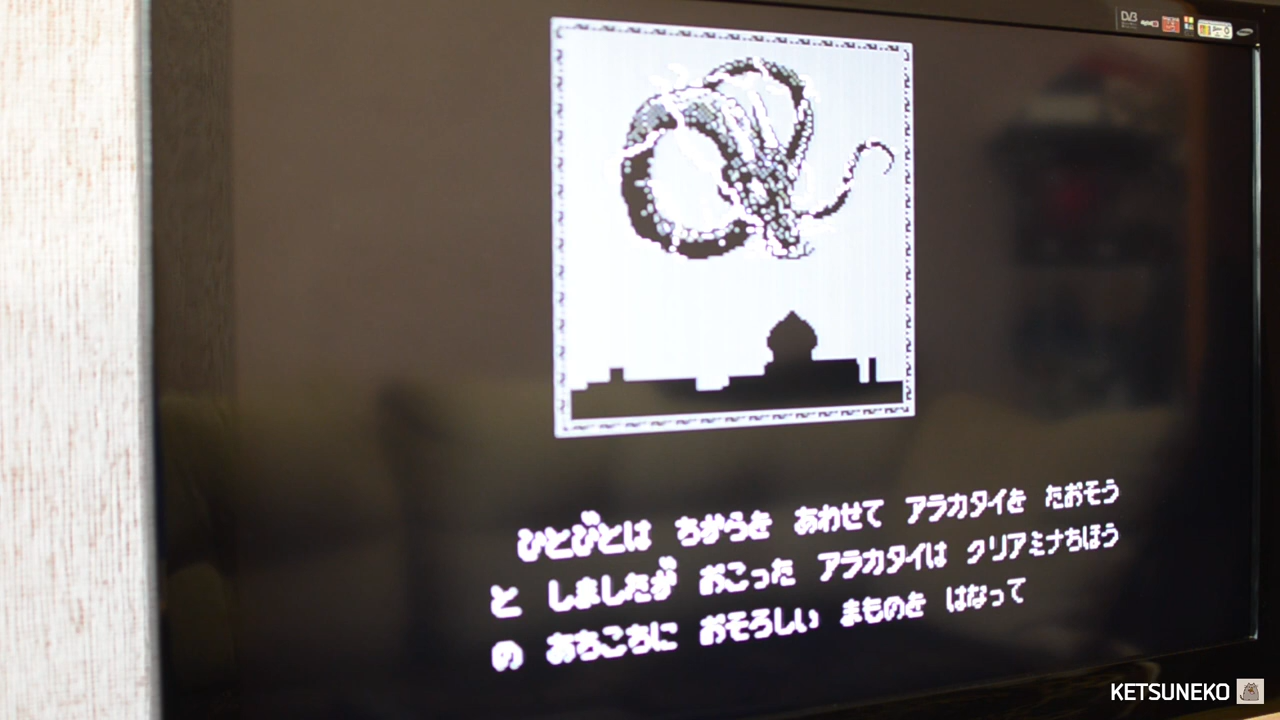 DVB
ひとびとは ちからを あわせて アラカタイを たおそう
と しましたが おこった アラカタイは クリアミナちほう
の あちこちに おそろしい まものを はなって
KETSUNEKO